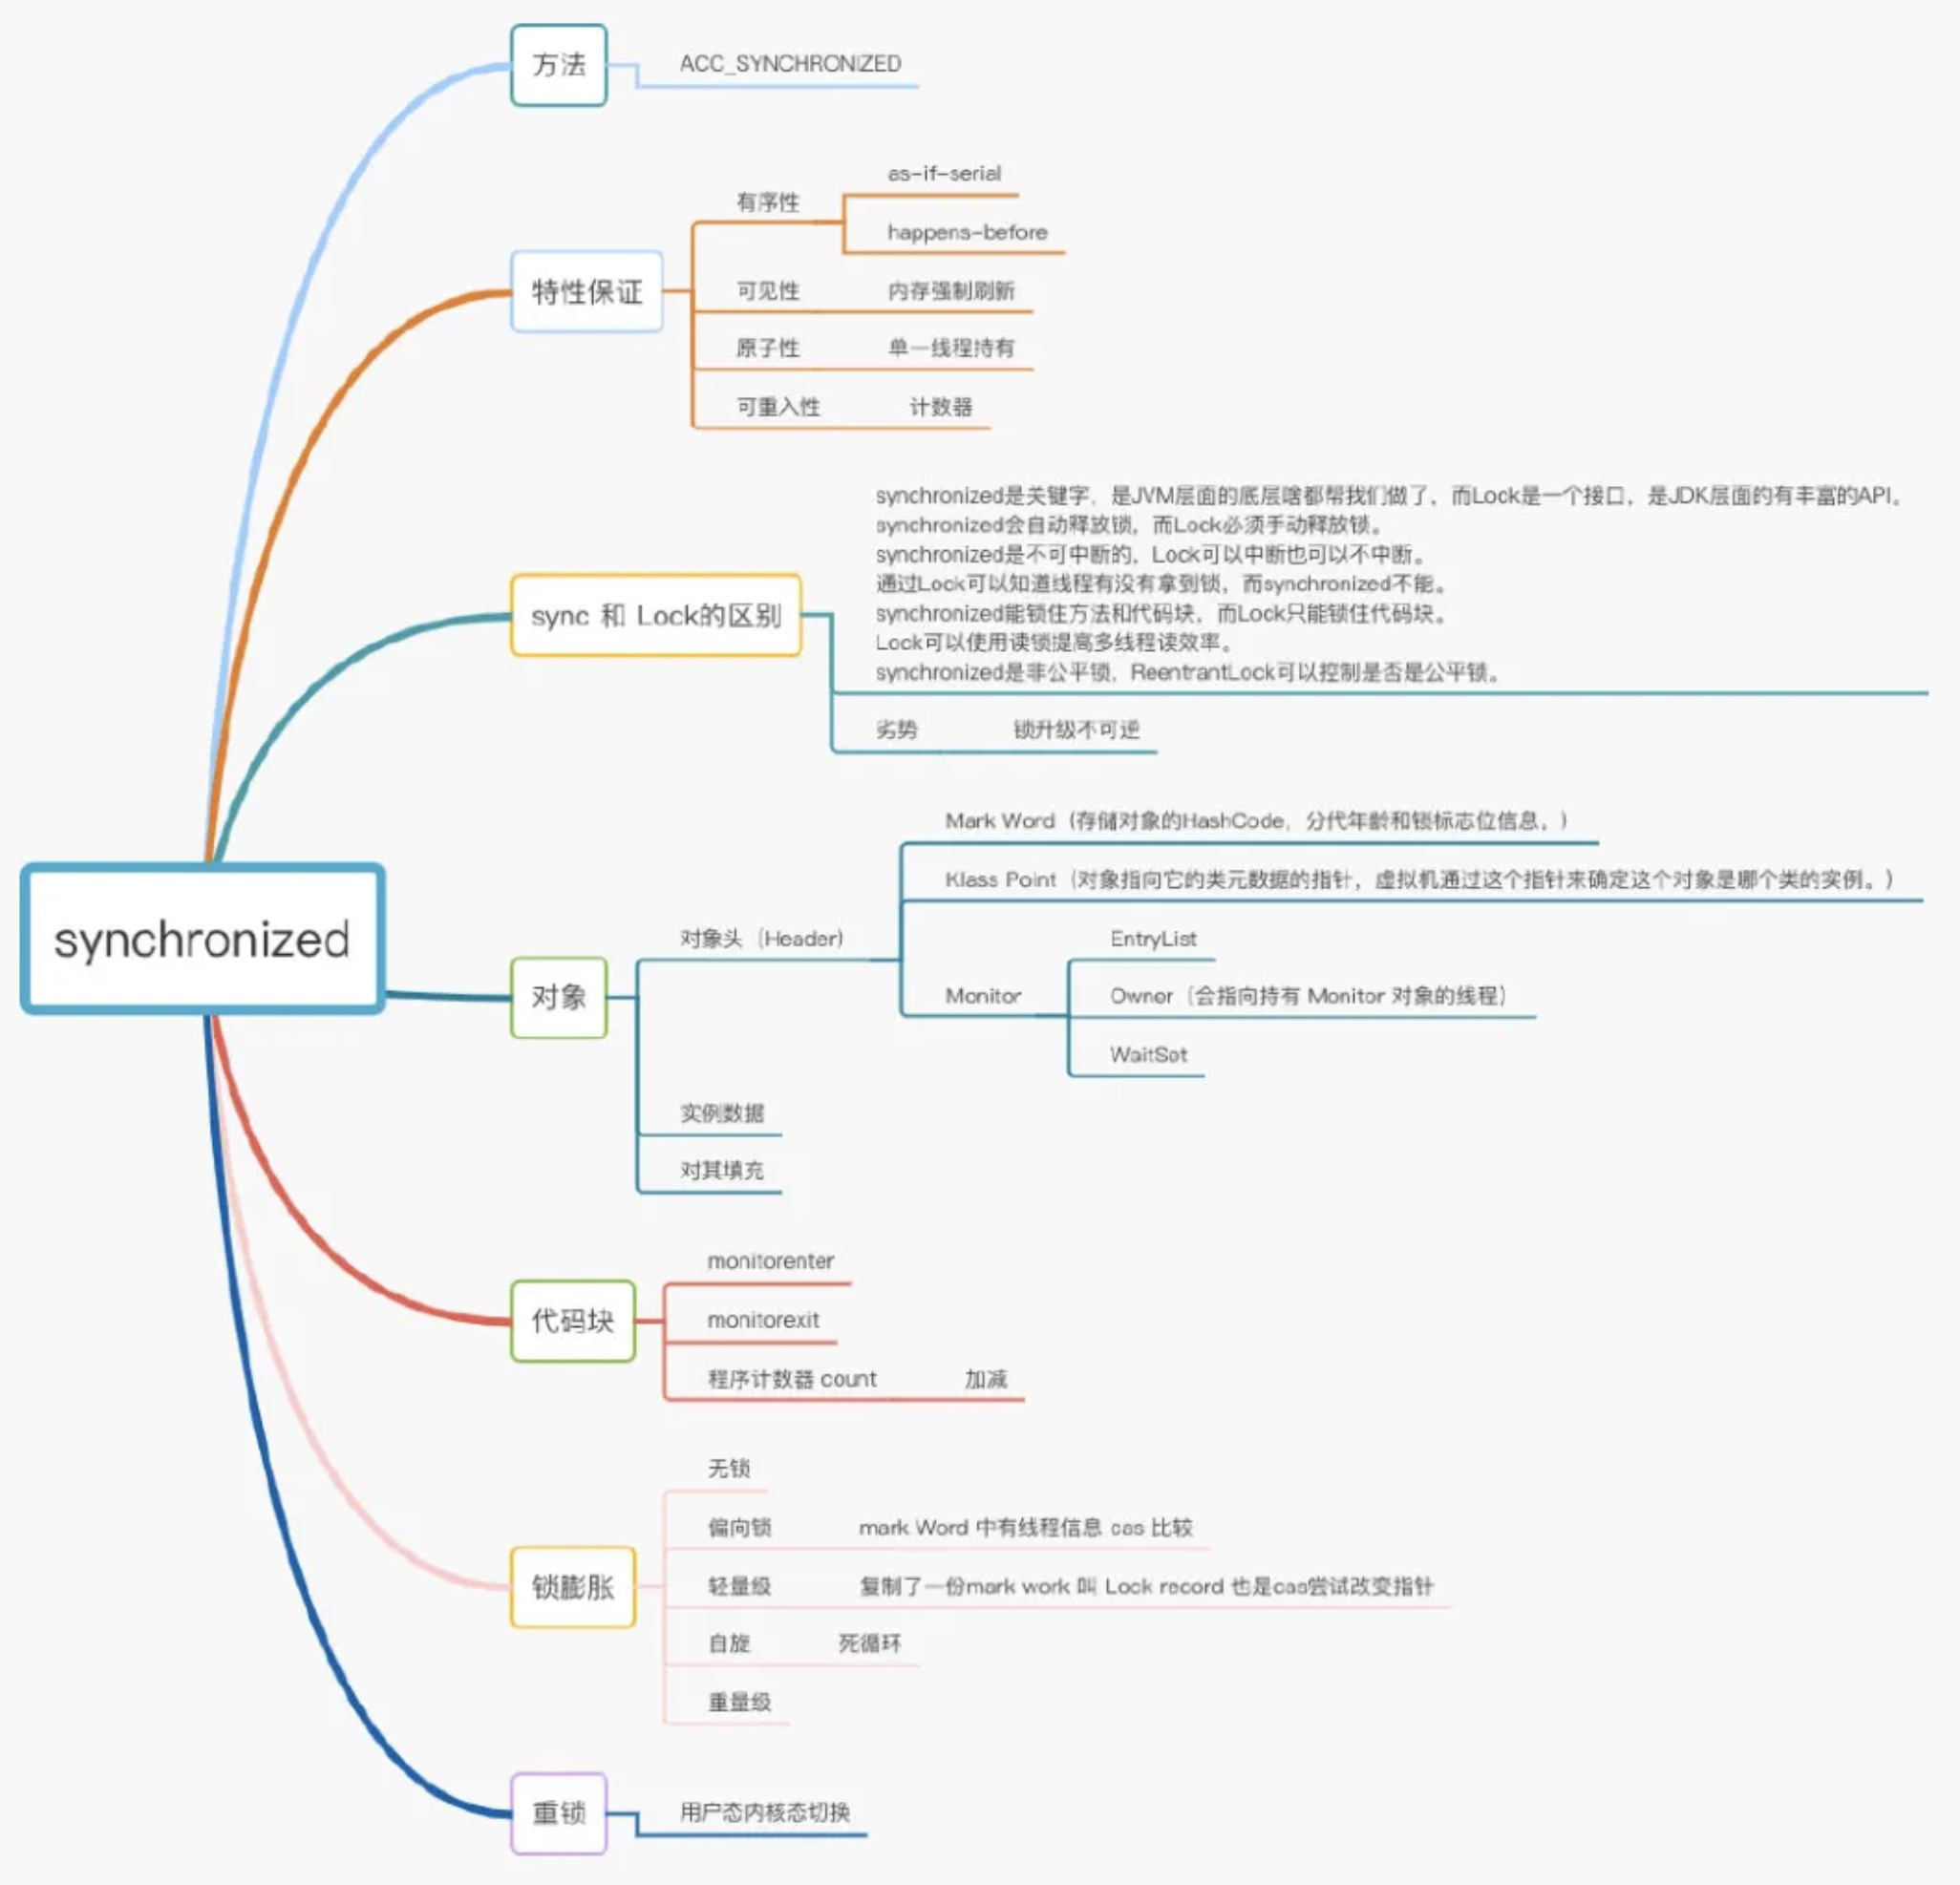 方法
ACC_SYNCHRONIZED
特性保证
有序性
as-if-serial
happens-before
可见性 内存强制刷新
原子性 单一线程持有
可重入性 计数器
sync 和 Lock的区别
synchronized是关键字，是JVM层面的底层啥都帮我们做了，而Lock是一个接口，是JDK层面的有丰富的API。
synchronized会自动释放锁，而Lock必须手动释放锁。
synchronized是不可中断的，Lock可以中断也可以不中断。
通过Lock可以知道线程有没有拿到锁，而synchronized不能。
synchronized能锁住方法和代码块，而Lock只能锁住代码块。
Lock可以使用读锁提高多线程读效率。
synchronized是非公平锁，ReentrantLock可以控制是否是公平锁。
劣势 锁升级不可逆
synchronized
对象
对象头（Header）
Mark Word（存储对象的HashCode，分代年龄和锁标志位信息。）
Klass Point（对象指向它的类元数据的指针，虚拟机通过这个指针来确定这个对象是哪个类的实例。）
Monitor
EntryList
Owner（会指向持有 Monitor 对象的线程）
WaitSet
实例数据
对其填充
代码块
monitorenter
monitorexit
程序计数器 count 加减
锁膨胀
无锁
偏向锁 mark Word 中有线程信息 cas 比较
轻量级 复制了一份mark work 叫 Lock record 也是cas尝试改变指针
自旋 死循环
重量级
重锁
用户态内核态切换